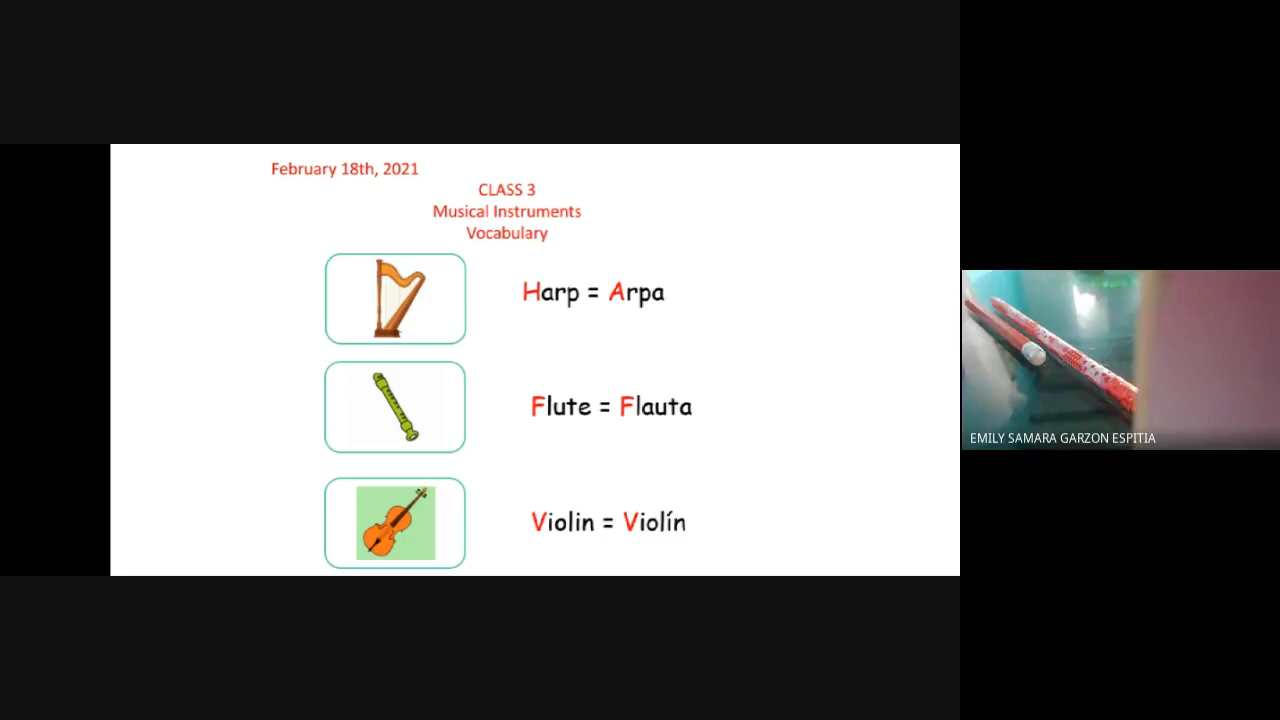 February 18th, 2021
CLASS 3
Musical Instruments
Vocabulary
Harp = Arpa
Flute = Flauta
Violin = Violín
EMILY SAMARA GARZON ESPITIA